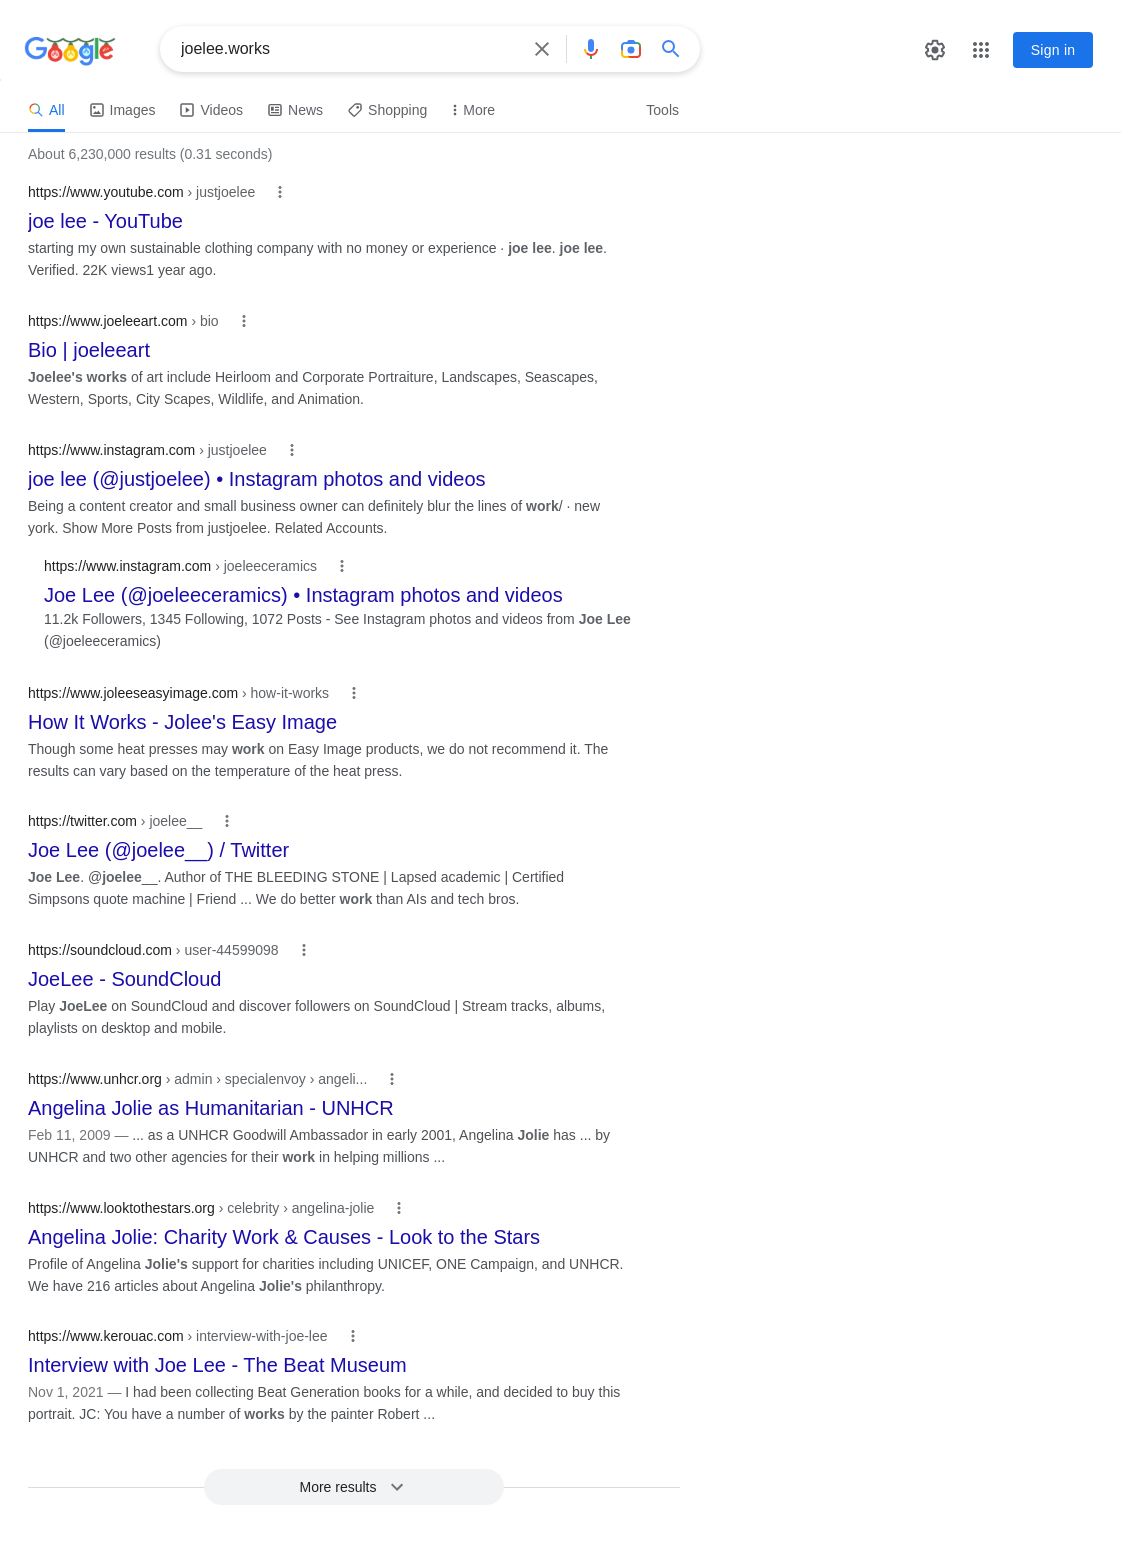 Google
joelee.works
Sign in
All
Images
Videos
News
Shopping
More
Tools
About 6,230,000 results (0.31 seconds)
https://www.youtube.com › justjoelee
joe lee - YouTube
starting my own sustainable clothing company with no money or experience · joe lee. joe lee.
Verified. 22K views1 year ago.
https://www.joeleeart.com › bio
Bio | joeleeart
Joelee's works of art include Heirloom and Corporate Portraiture, Landscapes, Seascapes,
Western, Sports, City Scapes, Wildlife, and Animation.
https://www.instagram.com › justjoelee
joe lee (@justjoelee) • Instagram photos and videos
Being a content creator and small business owner can definitely blur the lines of work/ · new
york. Show More Posts from justjoelee. Related Accounts.
https://www.instagram.com › joeleeceramics
Joe Lee (@joeleeceramics) • Instagram photos and videos
11.2k Followers, 1345 Following, 1072 Posts - See Instagram photos and videos from Joe Lee
(@joeleeceramics)
https://www.joleeseasyimage.com › how-it-works
How It Works - Jolee's Easy Image
Though some heat presses may work on Easy Image products, we do not recommend it. The
results can vary based on the temperature of the heat press.
https://twitter.com › joelee__
Joe Lee (@joelee__) / Twitter
Joe Lee. @joelee__. Author of THE BLEEDING STONE | Lapsed academic | Certified
Simpsons quote machine | Friend ... We do better work than AIs and tech bros.
https://soundcloud.com › user-44599098
JoeLee - SoundCloud
Play JoeLee on SoundCloud and discover followers on SoundCloud | Stream tracks, albums,
playlists on desktop and mobile.
https://www.unhcr.org › admin › specialenvoy › angeli...
Angelina Jolie as Humanitarian - UNHCR
Feb 11, 2009 — ... as a UNHCR Goodwill Ambassador in early 2001, Angelina Jolie has ... by
UNHCR and two other agencies for their work in helping millions ...
https://www.looktothestars.org › celebrity › angelina-jolie
Angelina Jolie: Charity Work & Causes - Look to the Stars
Profile of Angelina Jolie's support for charities including UNICEF, ONE Campaign, and UNHCR.
We have 216 articles about Angelina Jolie's philanthropy.
https://www.kerouac.com › interview-with-joe-lee
Interview with Joe Lee - The Beat Museum
Nov 1, 2021 — I had been collecting Beat Generation books for a while, and decided to buy this
portrait. JC: You have a number of works by the painter Robert ...
More results